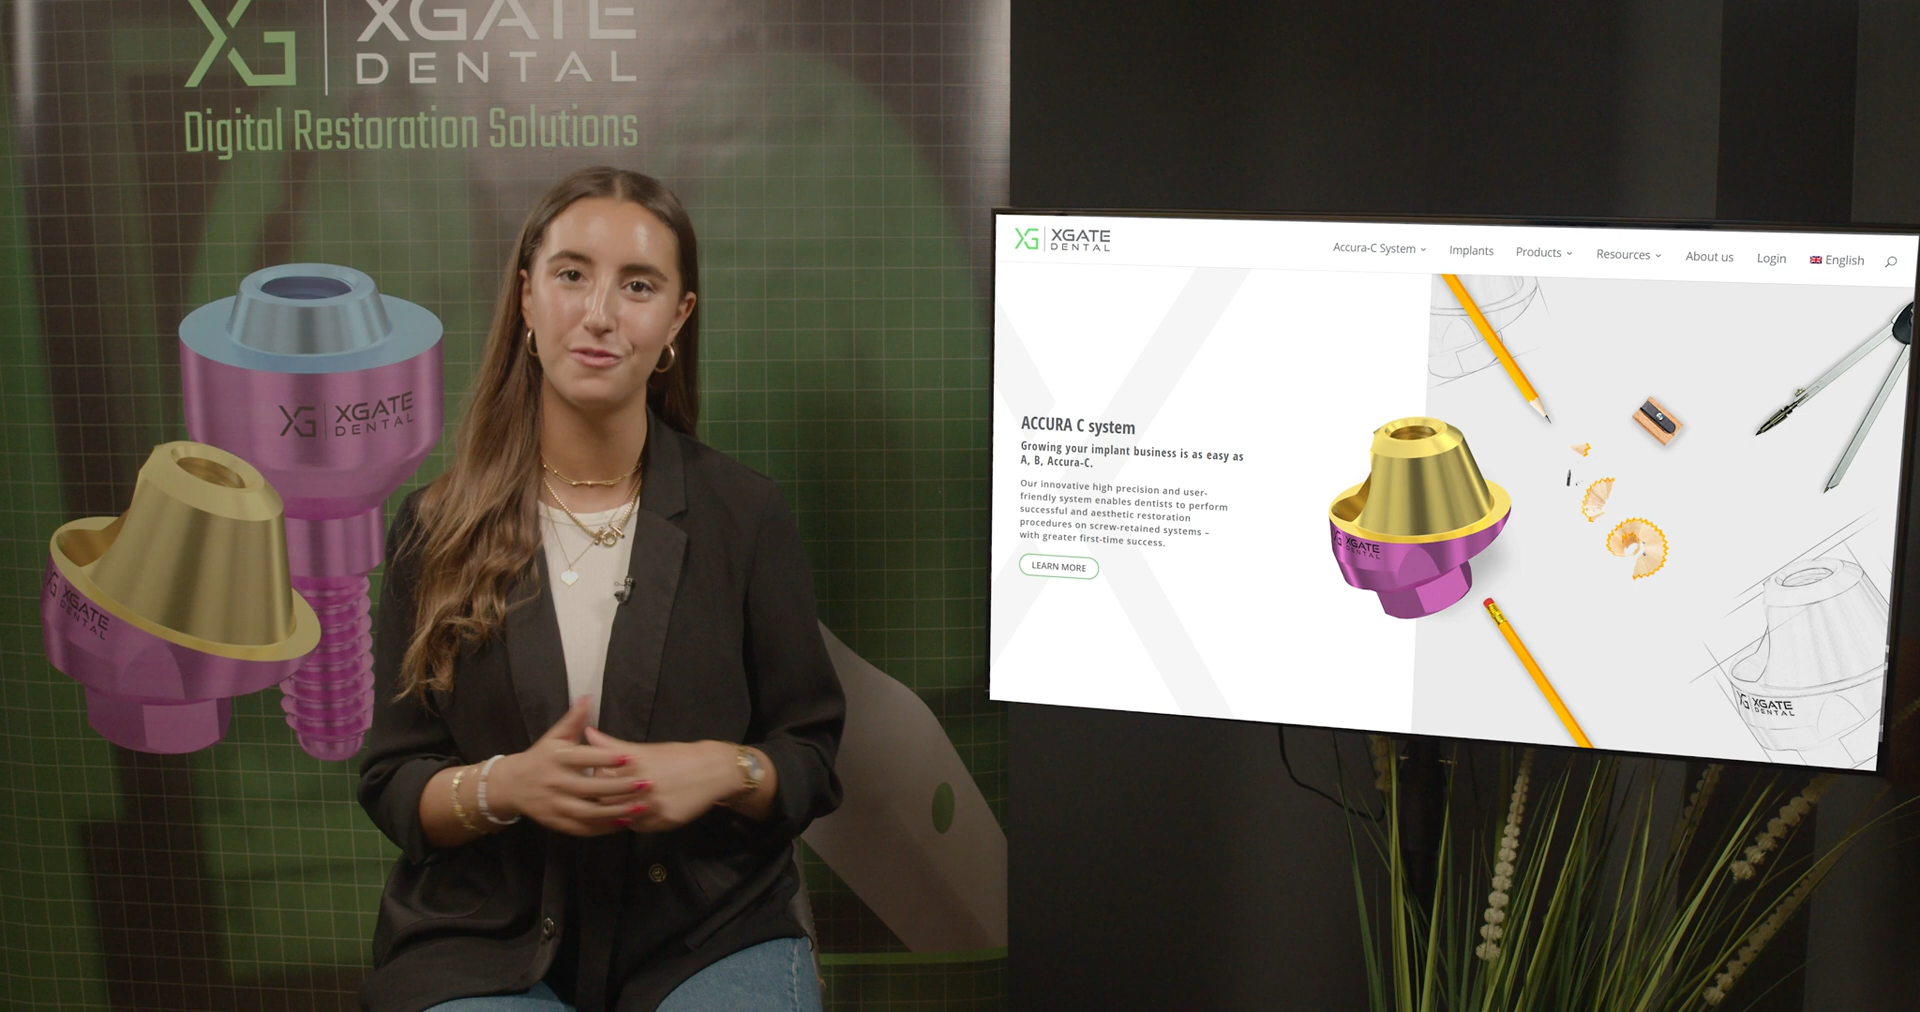 XG XGATE
DENTAL
Digital Restoration Solutions
XG XGATE
DENTAL
XG XGATE
DENTAL
XG XGATE
DENTAL
Accura-C System
Implants
Products
Resources
About us
Login
English
ACCURA C system
Growing your implant business is as easy as
A, B, Accura-C.
Our innovative high precision and user-
friendly system enables dentists to perform
successful and aesthetic restoration
procedures on screw-retained systems –
with greater first-time success.
LEARN MORE
XG XGATE
DENTAL
XG XGATE
DENTAL